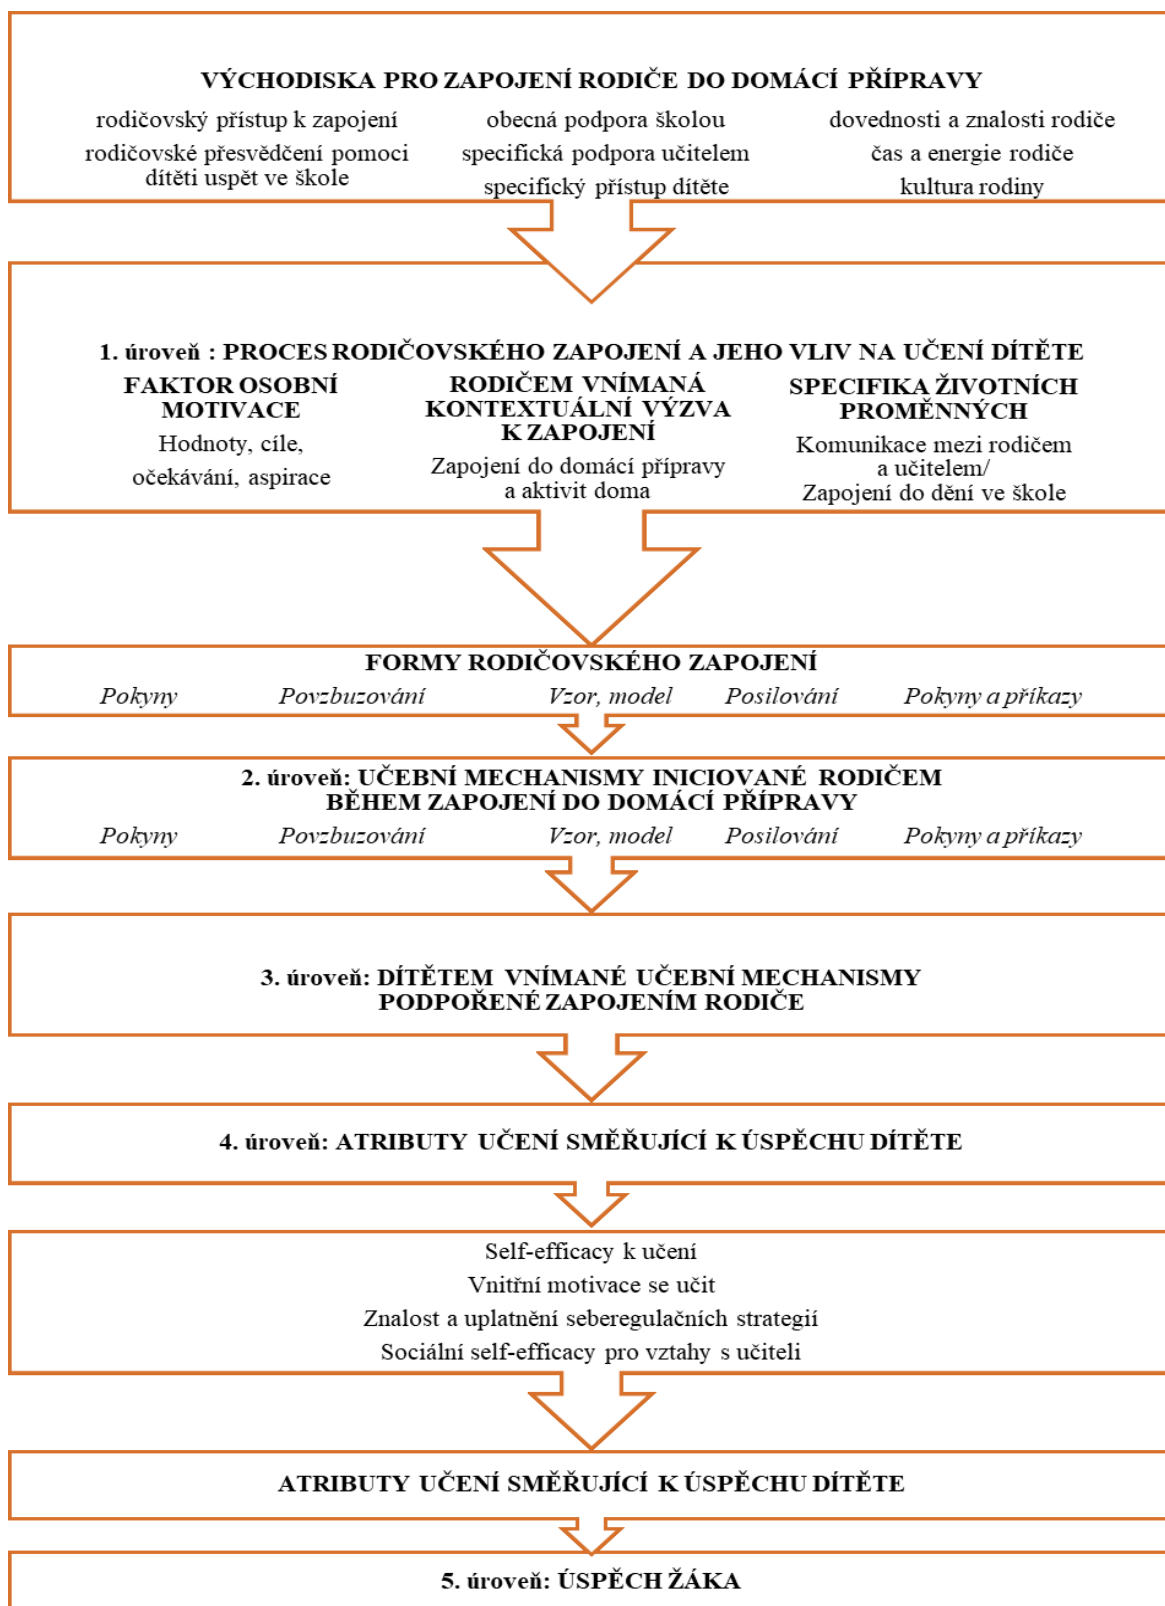 VÝCHODISKA PRO ZAPOJENÍ RODIČE DO DOMÁCÍ PŘÍPRAVY
rodičovský přístup k zapojení
rodičovské přesvědčení pomoci
dítěti uspět ve škole
obecná podpora školou
specifická podpora učitelem
specifický přístup dítěte
dovednosti a znalosti rodiče
čas a energie rodiče
kultura rodiny
1. úroveň : PROCES RODIČOVSKÉHO ZAPOJENÍ A JEHO VLIV NA UČENÍ DÍTĚTE
FAKTOR OSOBNÍ
MOTIVACE
Hodnoty, cíle,
očekávání, aspirace
RODIČEM VNÍMANÁ
KONTEXTUÁLNÍ VÝZVA
K ZAPOJENÍ
Zapojení do domácí přípravy
a aktivit doma
SPECIFIKA ŽIVOTNÍCH
PROMĚNNÝCH
Komunikace mezi rodičem
a učitelem/
Zapojení do dění ve škole
FORMY RODIČOVSKÉHO ZAPOJENÍ
Pokyny Povzbuzování Vzor, model Posilování Pokyny a příkazy
2. úroveň: UČEBNÍ MECHANISMY INICIOVANÉ RODIČEM
BĚHEM ZAPOJENÍ DO DOMÁCÍ PŘÍPRAVY
Pokyny Povzbuzování Vzor, model Posilování Pokyny a příkazy
3. úroveň: DÍTĚTEM VNÍMANÉ UČEBNÍ MECHANISMY
PODPOŘENÉ ZAPOJENÍM RODIČE
4. úroveň: ATRIBUTY UČENÍ SMĚŘUJÍCÍ K ÚSPĚCHU DÍTĚTE
Self-efficacy k učení
Vnitřní motivace se učit
Znalost a uplatnění seberegulačních strategií
Sociální self-efficacy pro vztahy s učiteli
ATRIBUTY UČENÍ SMĚŘUJÍCÍ K ÚSPĚCHU DÍTĚTE
5. úroveň: ÚSPĚCH ŽÁKA